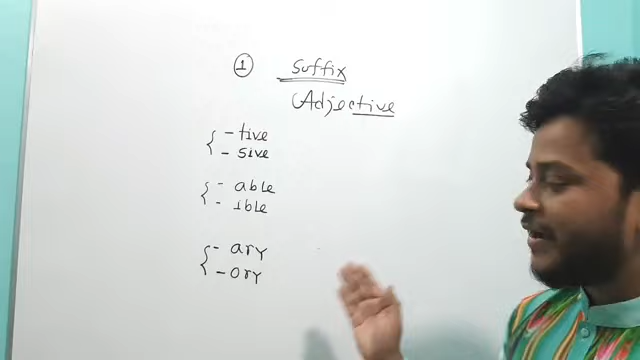 ① Suffix
Adjective
- tive
- sive
- able
- ible
- ary
- ory